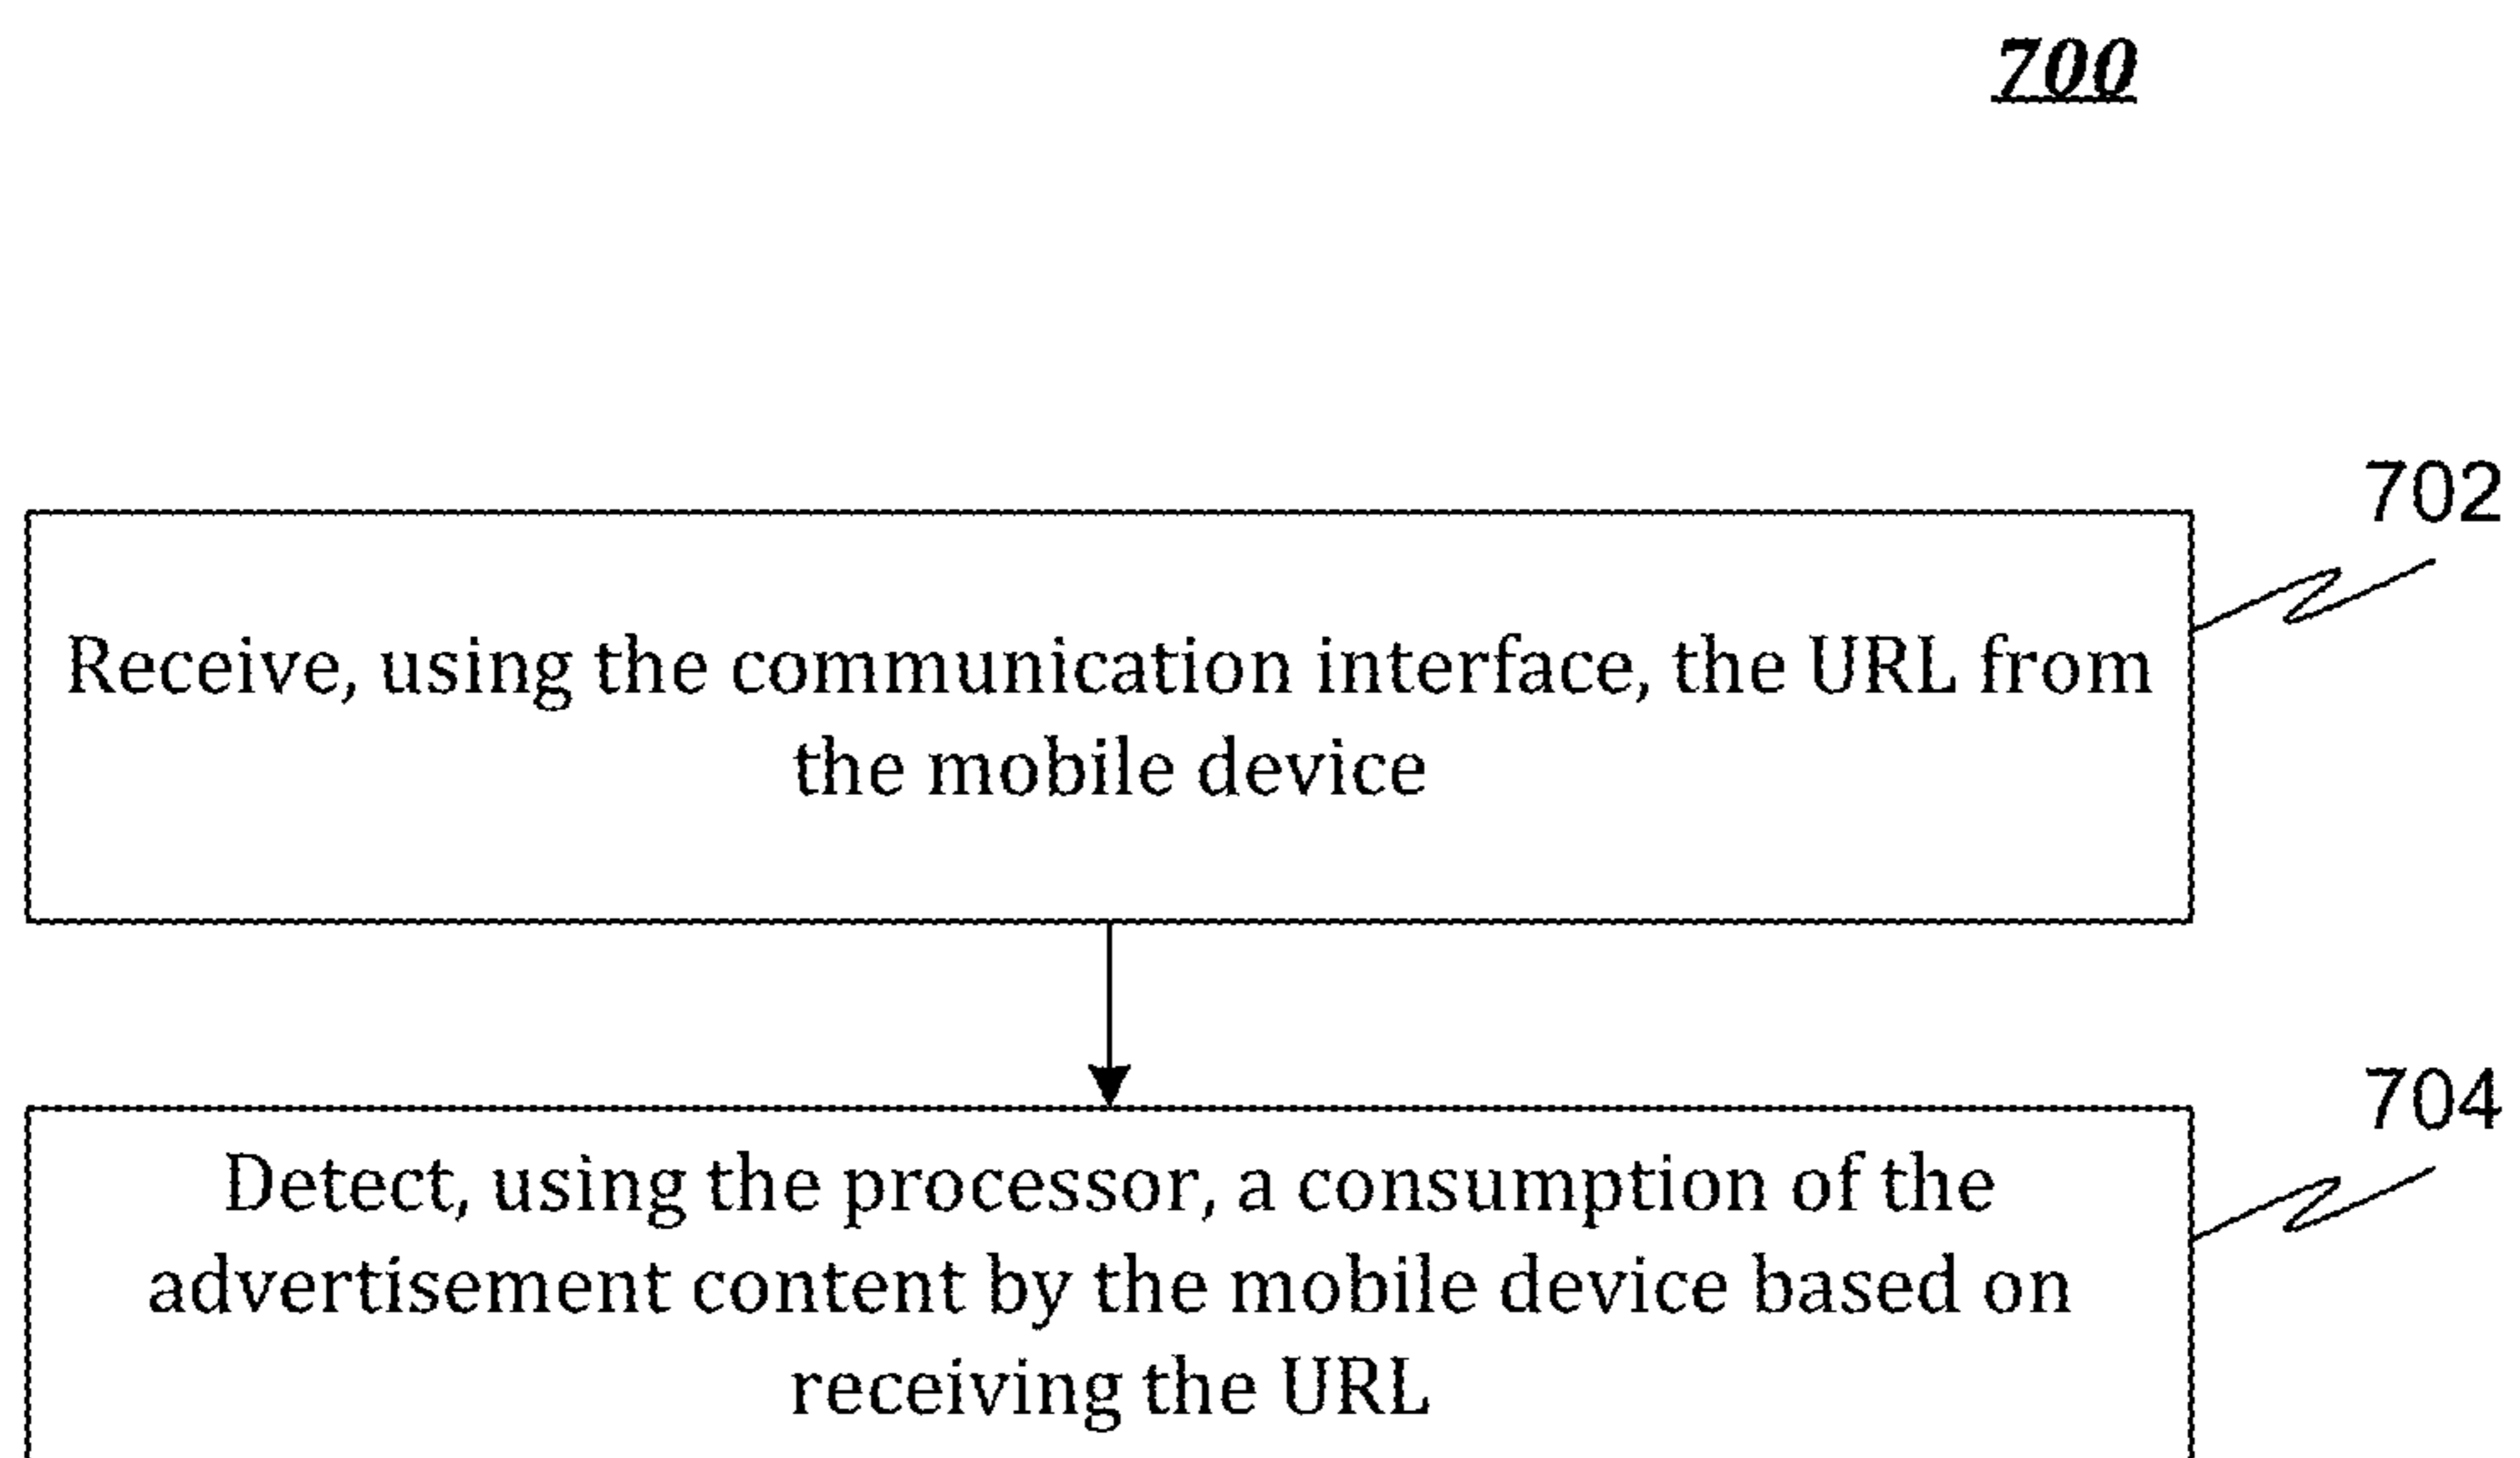 700
702
Receive, using the communication interface, the URL from
the mobile device
704
Detect, using the processor, a consumption of the
advertisement content by the mobile device based on
receiving the URL